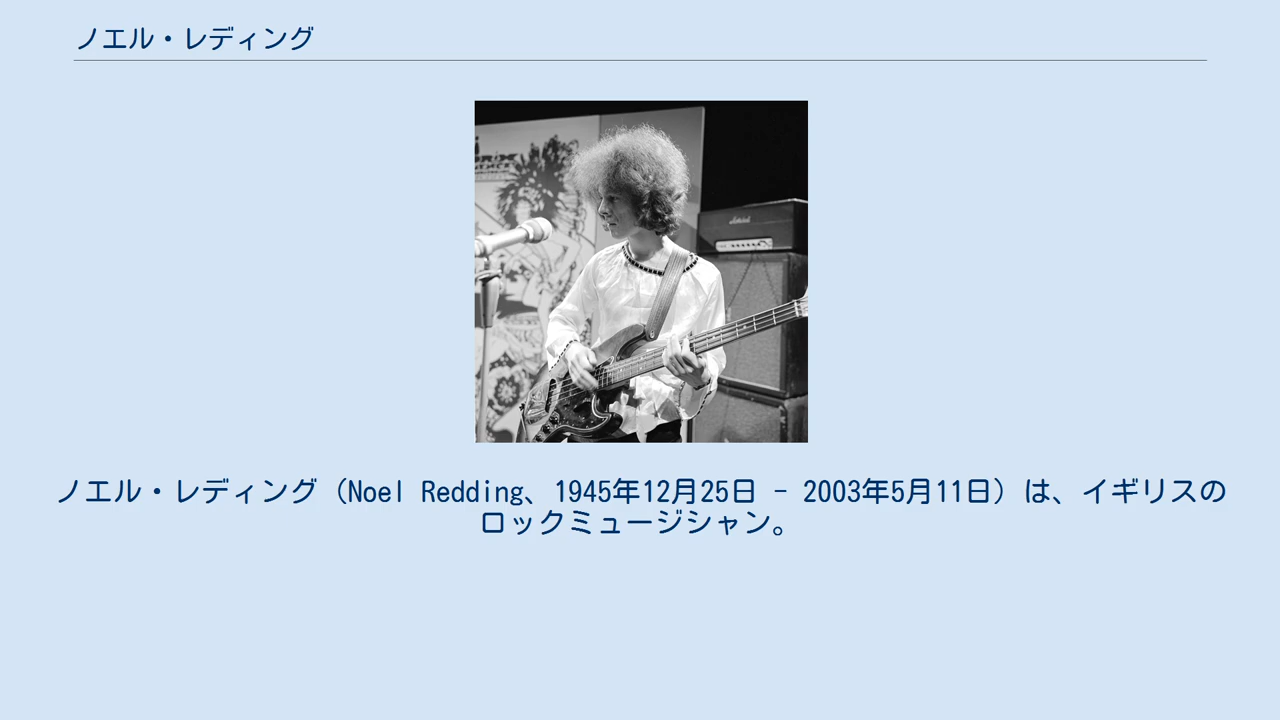 ノエル・レディング
ノエル・レディング（Noel Redding、1945年12月25日 - 2003年5月11日）は、イギリスの
ロックミュージシャン。